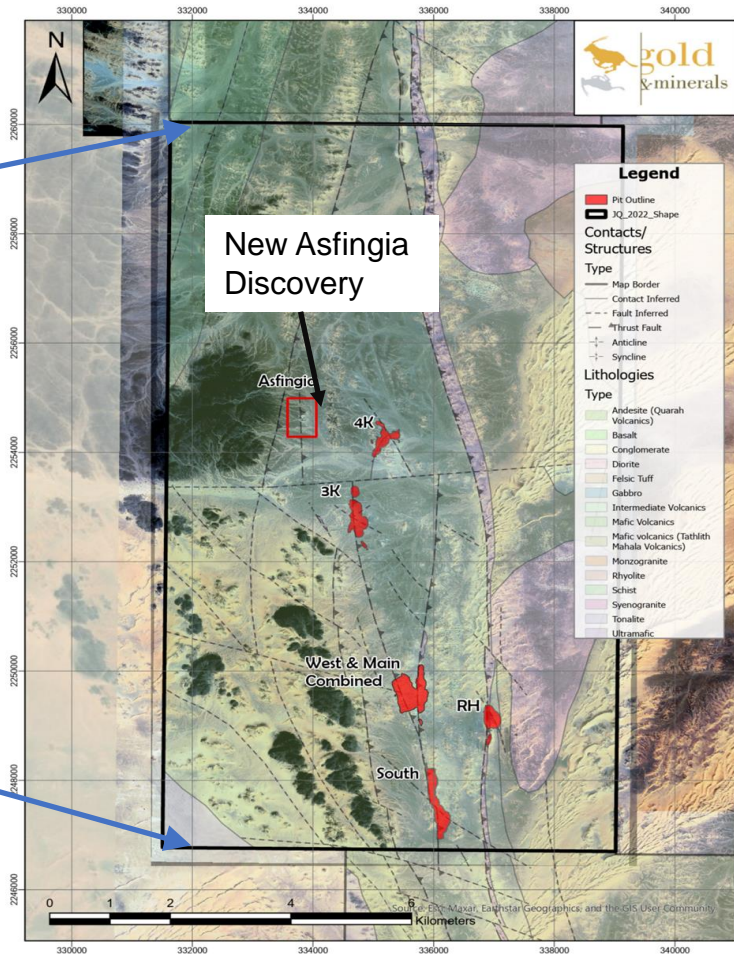 330000
332000
334000
336000
338000
340000
N
gold
& minerals
2260000
2258000
2256000
2254000
2252000
2250000
2248000
2246000
New Asfingia
Discovery
Asfingia
4K
3K
West & Main
Combined
RH
South
Legend
Pit Outline
JQ_2022_Shape
Contacts/
Structures
Type
Map Border
Contact Inferred
Fault Inferred
Thrust Fault
Anticline
Syncline
Lithologies
Type
Andesite (Quarah
Volcanics)
Basalt
Conglomerate
Diorite
Felsic Tuff
Gabbro
Intermediate Volcanics
Mafic Volcanics
Mafic volcanics (Tathlith
Mahala Volcanics)
Monzogranite
Rhyolite
Schist
Syenogranite
Tonalite
Ultramafic
0 1 2 4 6
Kilometers
Source: Esri, Maxar, Earthstar Geographics, and the GIS User Community
330000
332000
334000
336000
338000
340000